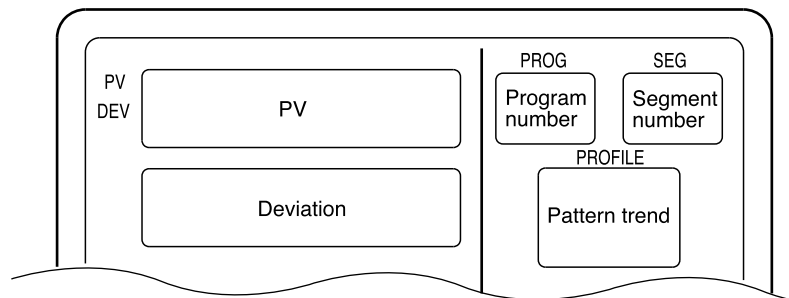 PV
DEV
PV
Deviation
PROG
SEG
Program
number
Segment
number
PROFILE
Pattern trend